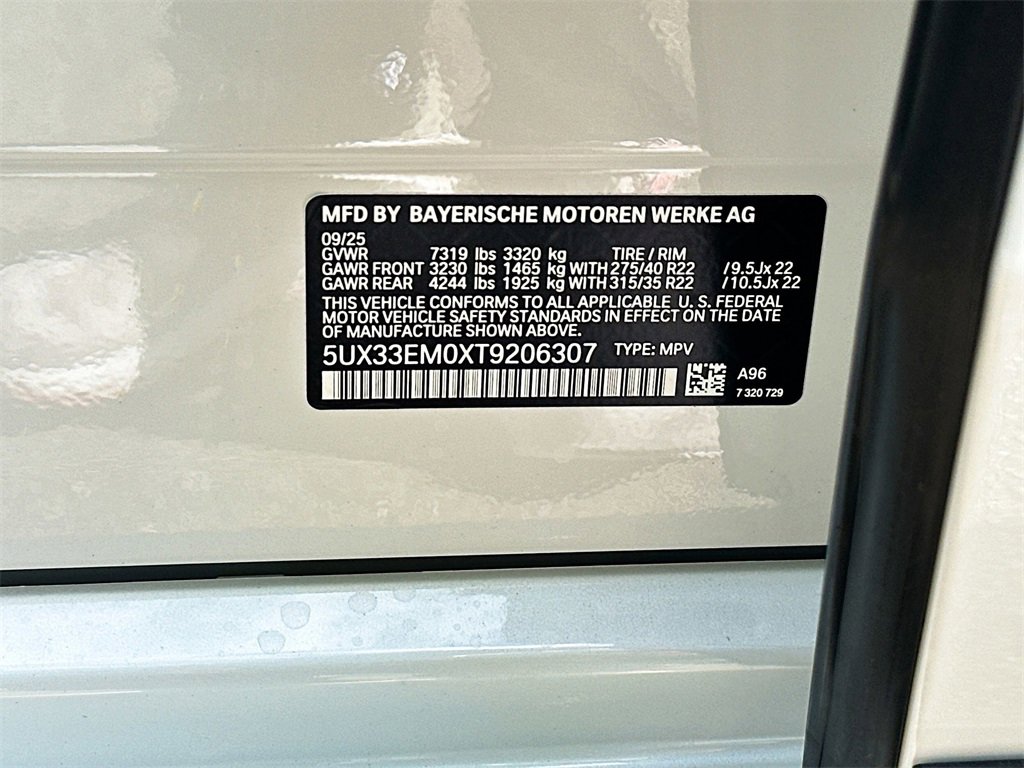 MFD BY BAYERISCHE MOTOREN WERKE AG
09/25
GVWR 7319 lbs 3320 kg TIRE / RIM
GAWR FRONT 3230 lbs 1465 kg WITH 275/40 R22 /9.5Jx 22
GAWR REAR 4244 lbs 1925 kg WITH 315/35 R22 /10.5Jx 22
THIS VEHICLE CONFORMS TO ALL APPLICABLE U. S. FEDERAL
MOTOR VEHICLE SAFETY STANDARDS IN EFFECT ON THE DATE
OF MANUFACTURE SHOWN ABOVE.
5UX33EM0XT9206307 TYPE: MPV
A96
7 320 729